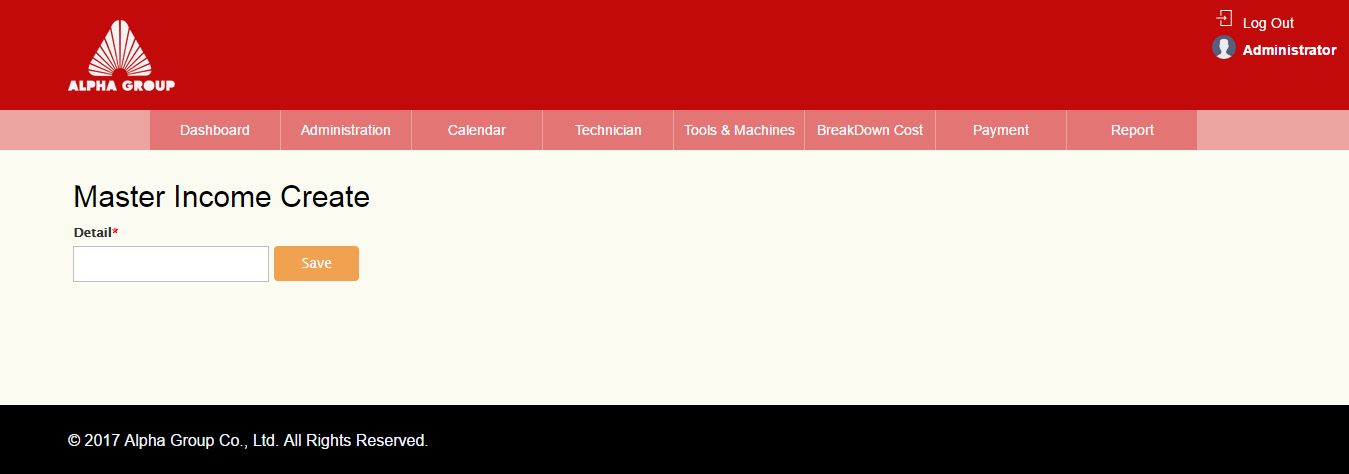 Log Out
Administrator
ALPHA GROUP
Dashboard Administration Calendar Technician Tools & Machines BreakDown Cost Payment Report
Master Income Create
Detail*
Save
© 2017 Alpha Group Co., Ltd. All Rights Reserved.